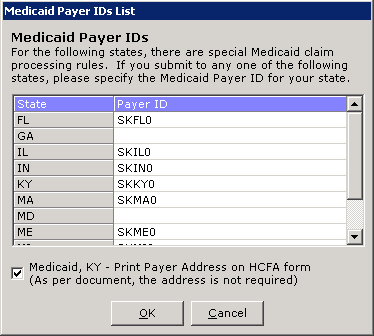 Medicaid Payer IDs List
Medicaid Payer IDs
For the following states, there are special Medicaid claim
processing rules. If you submit to any one of the following
states, please specify the Medicaid Payer ID for your state.
State Payer ID
FL SKFL0
GA
IL SKIL0
IN SKIN0
KY SKKY0
MA SKMA0
MD
ME SKME0
Medicaid, KY - Print Payer Address on HCFA form
(As per document, the address is not required)
OK Cancel